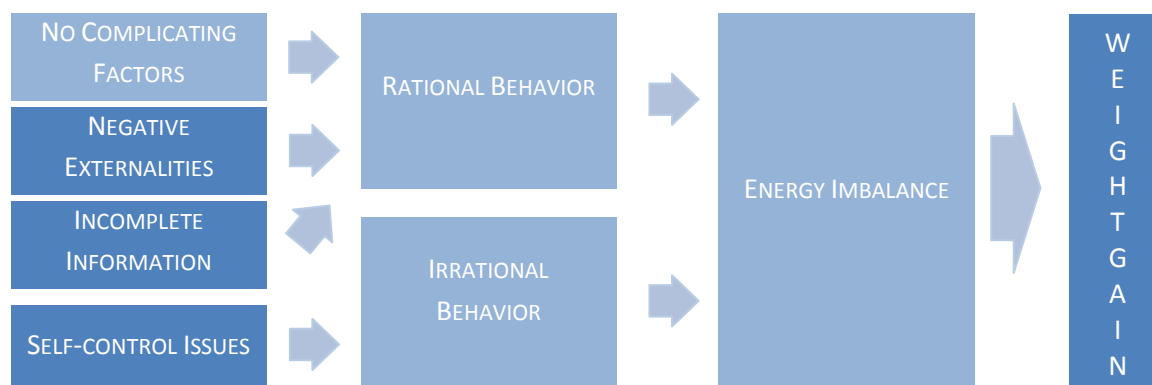 No Complicating
Factors
Negative
Externalities
Incomplete
Information
Self-control Issues
Rational Behavior
Irrational
Behavior
Energy Imbalance
W
E
I
G
H
T
G
A
I
N